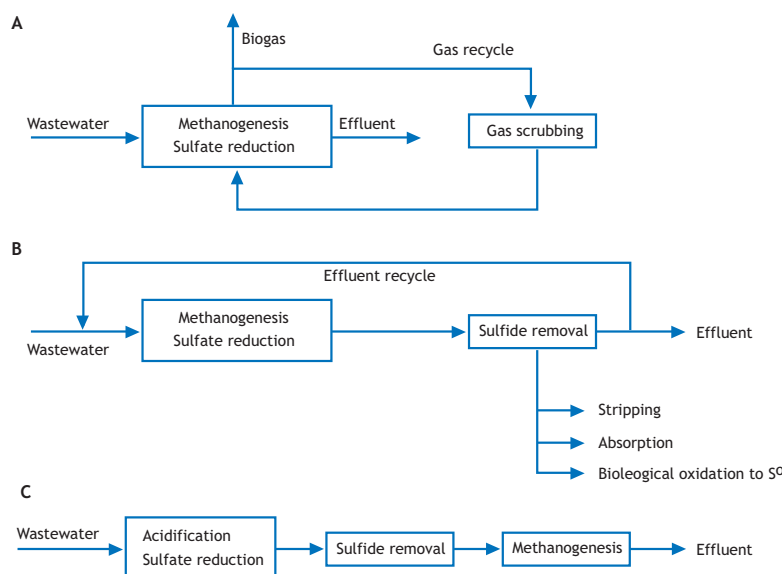 A
Biogas
Gas recycle
Wastewater
Methanogenesis
Sulfate reduction
Effluent
Gas scrubbing
B
Effluent recycle
Wastewater
Methanogenesis
Sulfate reduction
Sulfide removal
Effluent
Stripping
Absorption
Bioleogical oxidation to S⁰
C
Wastewater
Acidification
Sulfate reduction
Sulfide removal
Methanogenesis
Effluent